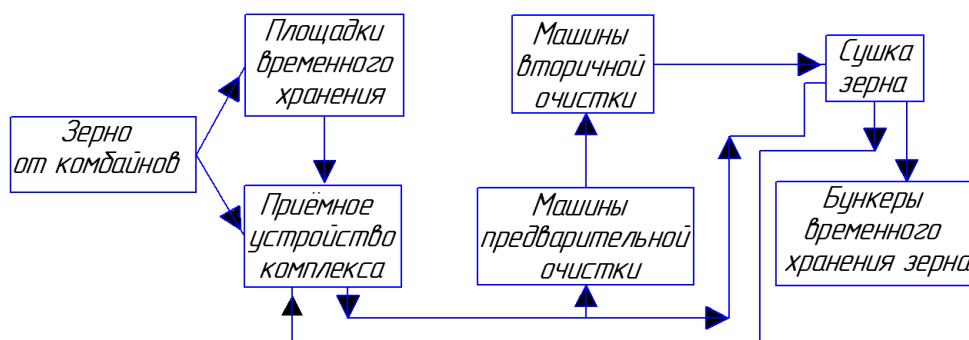 Площадки
временного
хранения
Машины
вторичной
очистки
Сушка
зерна
Зерно
от комбайнов
Приёмное
устройство
комплекса
Машины
предварительной
очистки
Бункеры
временного
хранения зерна